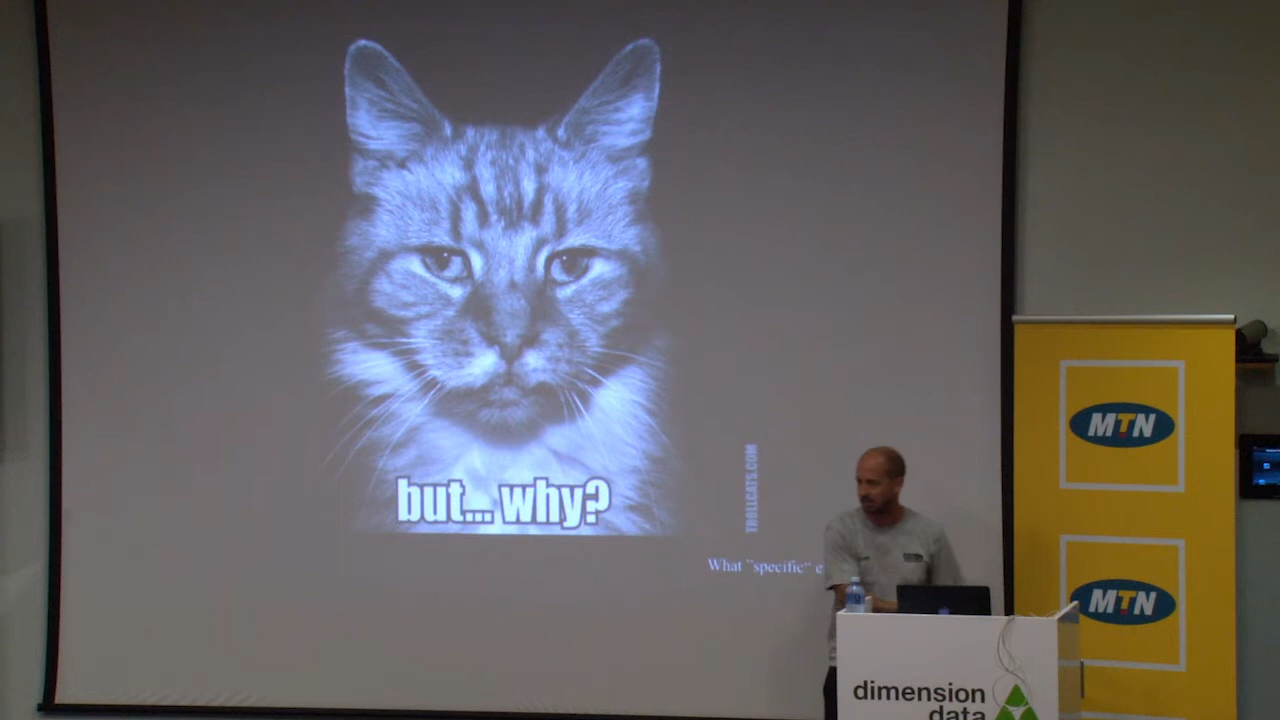 but... why?
TROLLCATS.COM
What "specific"
MTN
MTN
dimension
data